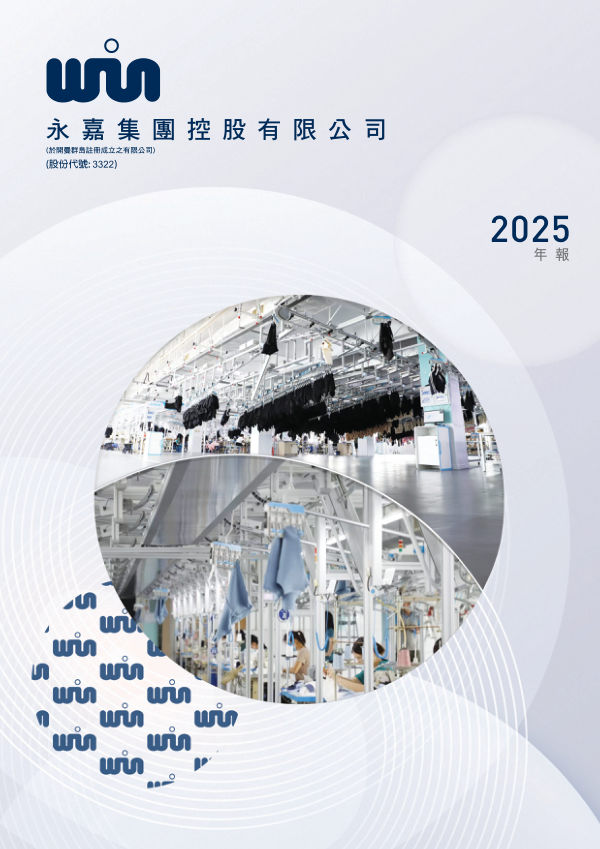 win
永嘉集團控股有限公司
(於開曼群島註冊成立之有限公司)
(股份代號: 3322)
2025
年報